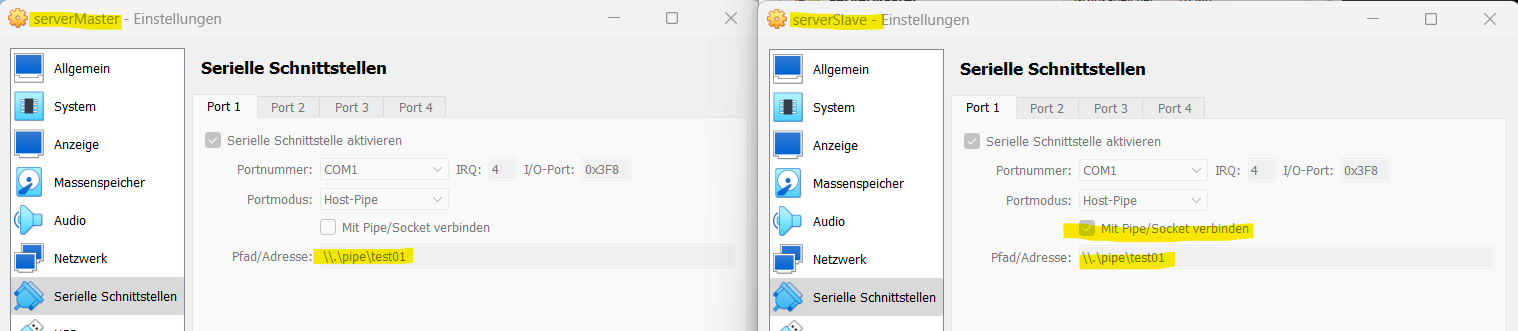 serverMaster - Einstellungen
Allgemein
System
Anzeige
Massenspeicher
Audio
Netzwerk
Serielle Schnittstellen
Serielle Schnittstellen
Port 1 Port 2 Port 3 Port 4
Serielle Schnittstelle aktivieren
Portnummer: COM1 IRQ: 4 I/O-Port: 0x3F8
Portmodus: Host-Pipe
Mit Pipe/Socket verbinden
Pfad/Adresse: \\.\pipe\test01
serverSlave - Einstellungen
Allgemein
System
Anzeige
Massenspeicher
Audio
Netzwerk
Serielle Schnittstellen
Serielle Schnittstellen
Port 1 Port 2 Port 3 Port 4
Serielle Schnittstelle aktivieren
Portnummer: COM1 IRQ: 4 I/O-Port: 0x3F8
Portmodus: Host-Pipe
Mit Pipe/Socket verbinden
Pfad/Adresse: \\.\pipe\test01